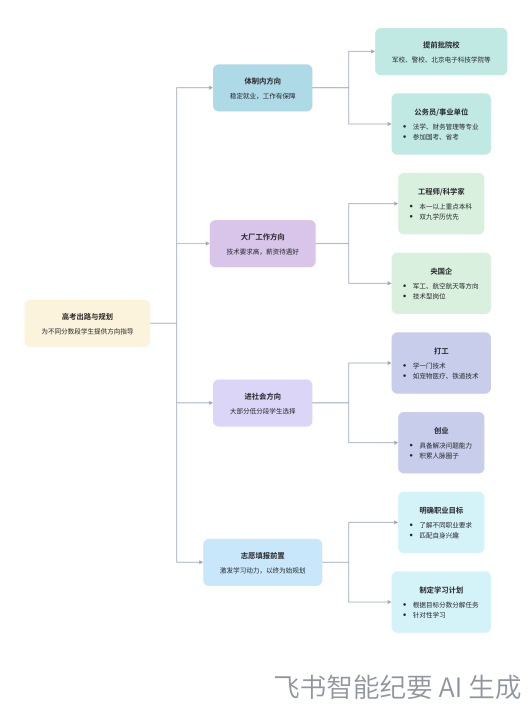 高考出路与规划
为不同分数段学生提供方向指导
体制内方向
稳定就业，工作有保障
提前批院校
军校、警校、北京电子科技学院等
公务员/事业单位
• 法学、财务管理等专业
• 参加国考、省考
大厂工作方向
技术要求高，薪资待遇好
工程师/科学家
• 本一以上重点本科
• 双九学历优先
央国企
• 军工、航空航天等方向
• 技术型岗位
进社会方向
大部分低分段学生选择
打工
• 学一门技术
• 如宠物医疗、铁道技术
创业
• 具备解决问题能力
• 积累人脉圈子
志愿填报前置
激发学习动力，以终为始规划
明确职业目标
• 了解不同职业要求
• 匹配自身兴趣
制定学习计划
• 根据目标分数分解任务
• 针对性学习
飞书智能纪要 AI 生成